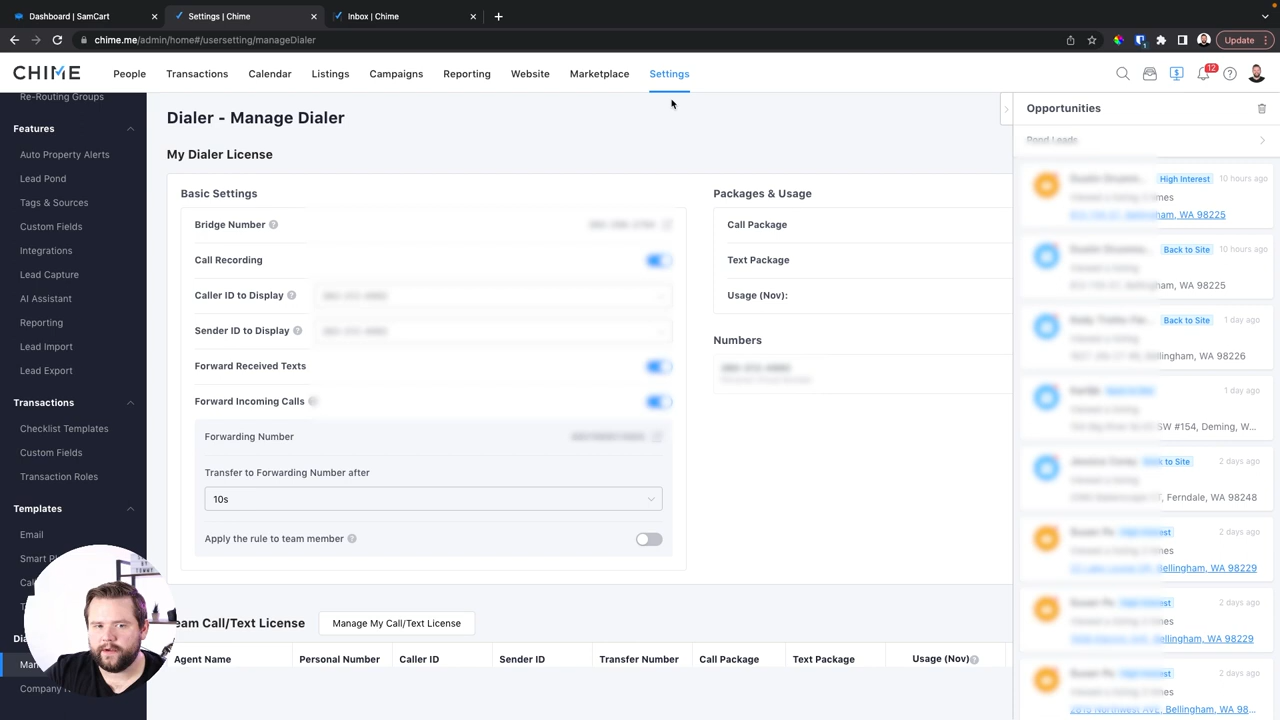 Dashboard | SamCart
Settings | Chime
Inbox | Chime
chime.me/admin/home#/usersetting/manageDialer
Update
CHIME
People
Transactions
Calendar
Listings
Campaigns
Reporting
Website
Marketplace
Settings
12
Re-Routing Groups
Features
Auto Property Alerts
Lead Pond
Tags & Sources
Custom Fields
Integrations
Lead Capture
AI Assistant
Reporting
Lead Import
Lead Export
Transactions
Checklist Templates
Custom Fields
Transaction Roles
Templates
Email
Dialer - Manage Dialer
My Dialer License
Basic Settings
Bridge Number
Call Recording
Caller ID to Display
Sender ID to Display
Forward Received Texts
Forward Incoming Calls
Forwarding Number
Transfer to Forwarding Number after
10s
Apply the rule to team member
Packages & Usage
Call Package
Text Package
Usage (Nov):
Numbers
Call/Text License
Manage My Call/Text License
Agent Name
Personal Number
Caller ID
Sender ID
Transfer Number
Call Package
Text Package
Usage (Nov)
Opportunities
Pond Leads
High Interest
10 hours ago
Bellingham, WA 98225
Back to Site
10 hours ago
WA 98225
Back to Site
1 day ago
WA 98226
1 day ago
SW #154, Deming, W...
to Site
2 days ago
Ferndale, WA 98248
2 days ago
Bellingham, WA 98229
2 days ago
Bellingham, WA 98229
2 days ago
Bellingham, WA 98...